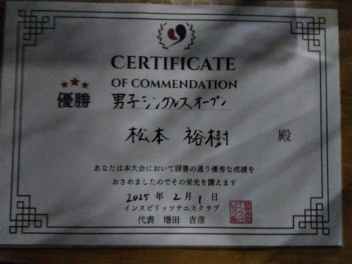 CERTIFICATE
OF COMMENDATION
優勝 男子シングルスオープン
松本 裕樹 殿
あなたは本大会において頭書の通り優秀な成績を
おさめましたのでその栄光を讃えます
2025 年 2 月 1 日
インスピリッツテニスクラブ
代表 増田 吉彦